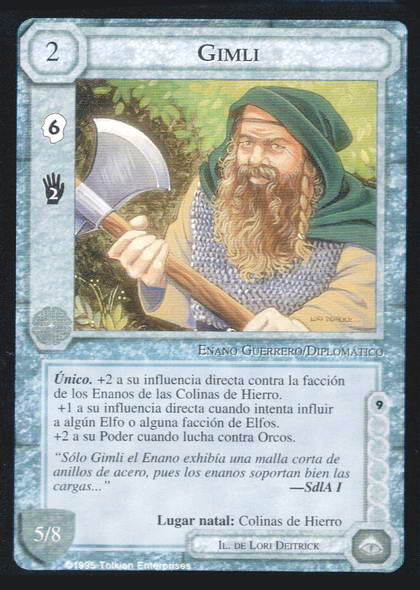 2
GIMLI
6
2
LORI DEITRICK
ENANO GUERRERO/DIPLOMÁTICO
Único. +2 a su influencia directa contra la facción
de los Enanos de las Colinas de Hierro.
+1 a su influencia directa cuando intenta influir
a algún Elfo o alguna facción de Elfos.
+2 a su Poder cuando lucha contra Orcos.
9
“Sólo Gimli el Enano exhibía una malla corta de
anillos de acero, pues los enanos soportan bien las
cargas...” —SdlA I
Lugar natal: Colinas de Hierro
5/8
IL. DE LORI DEITRICK
©1995 Tolkien Enterprises